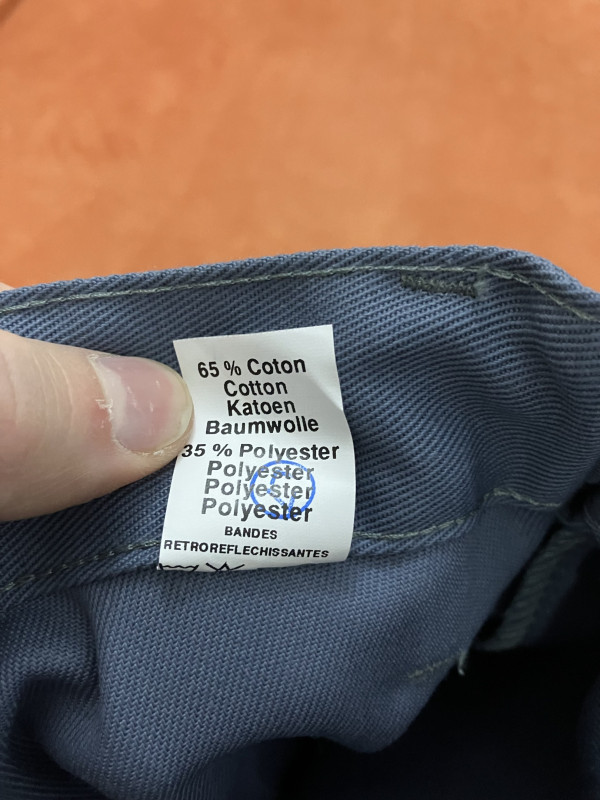 65 % Coton
Cotton
Katoen
Baumwolle
35 % Polyester
Polyester
Polyester
Polyester
BANDES
RETROREFLECHISSANTES